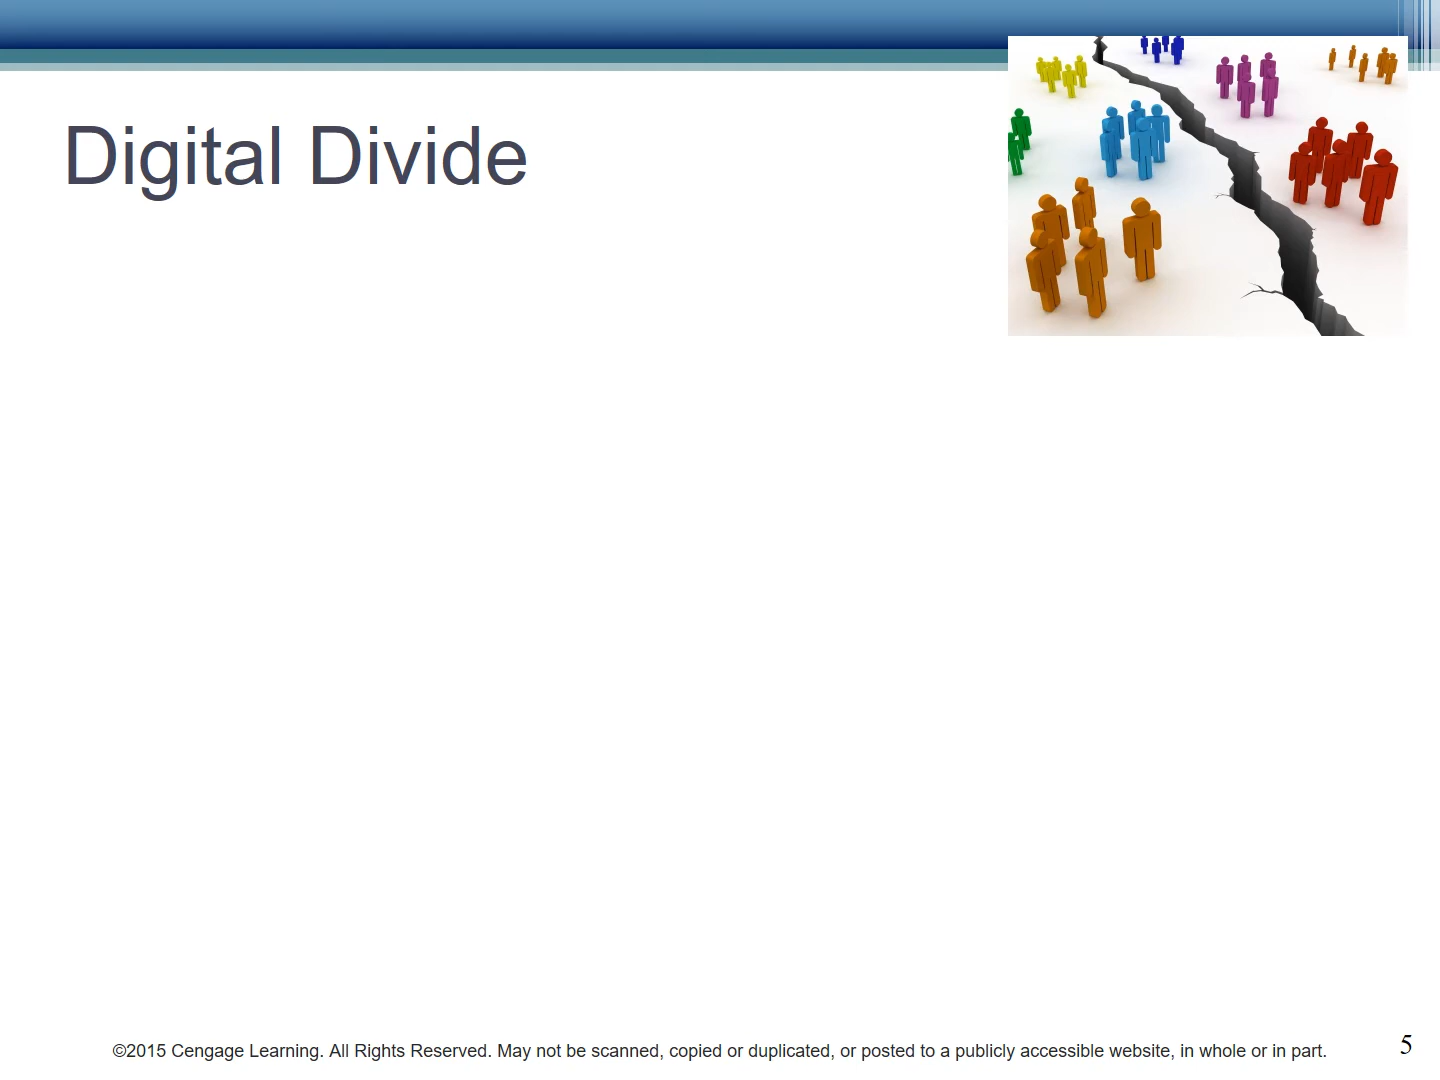 Digital Divide
©2015 Cengage Learning. All Rights Reserved. May not be scanned, copied or duplicated, or posted to a publicly accessible website, in whole or in part.
5